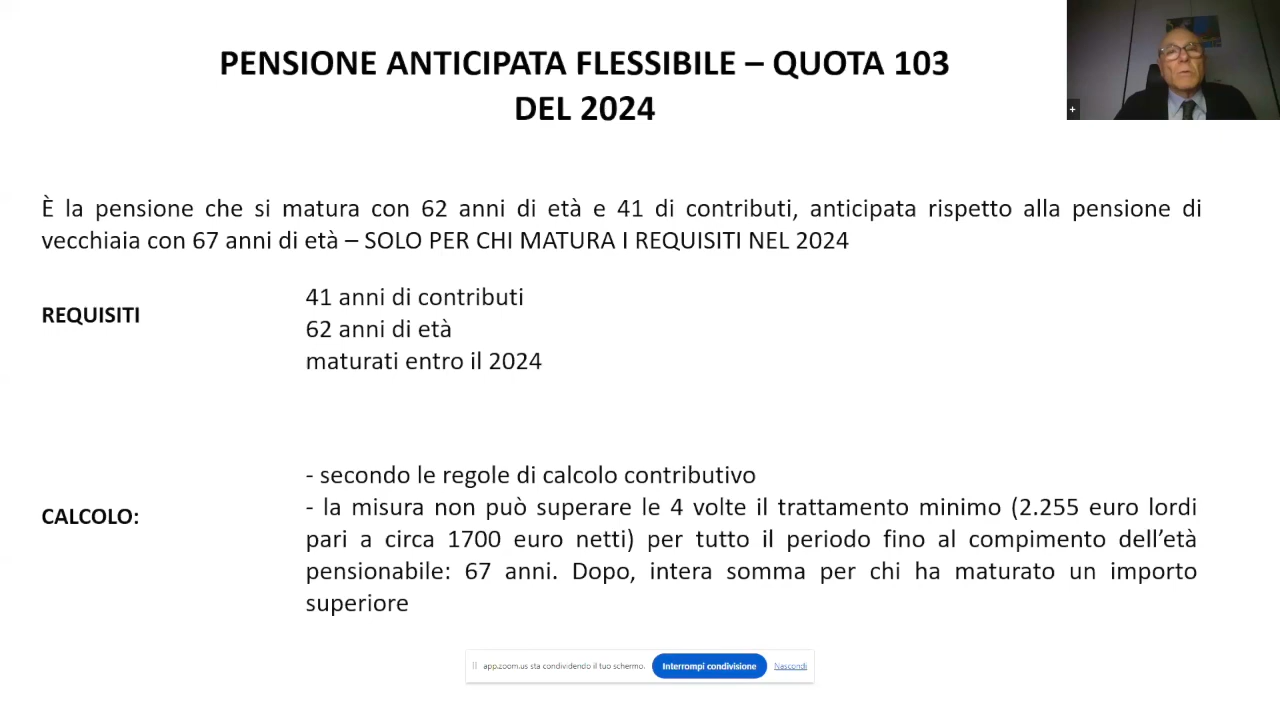 PENSIONE ANTICIPATA FLESSIBILE – QUOTA 103
DEL 2024
È la pensione che si matura con 62 anni di età e 41 di contributi, anticipata rispetto alla pensione di
vecchiaia con 67 anni di età – SOLO PER CHI MATURA I REQUISITI NEL 2024
REQUISITI
41 anni di contributi
62 anni di età
maturati entro il 2024
CALCOLO:
- secondo le regole di calcolo contributivo
- la misura non può superare le 4 volte il trattamento minimo (2.255 euro lordi
pari a circa 1700 euro netti) per tutto il periodo fino al compimento dell’età
pensionabile: 67 anni. Dopo, intera somma per chi ha maturato un importo
superiore
app.zoom.us sta condividendo il tuo schermo. Interrompi condivisione Nascondi